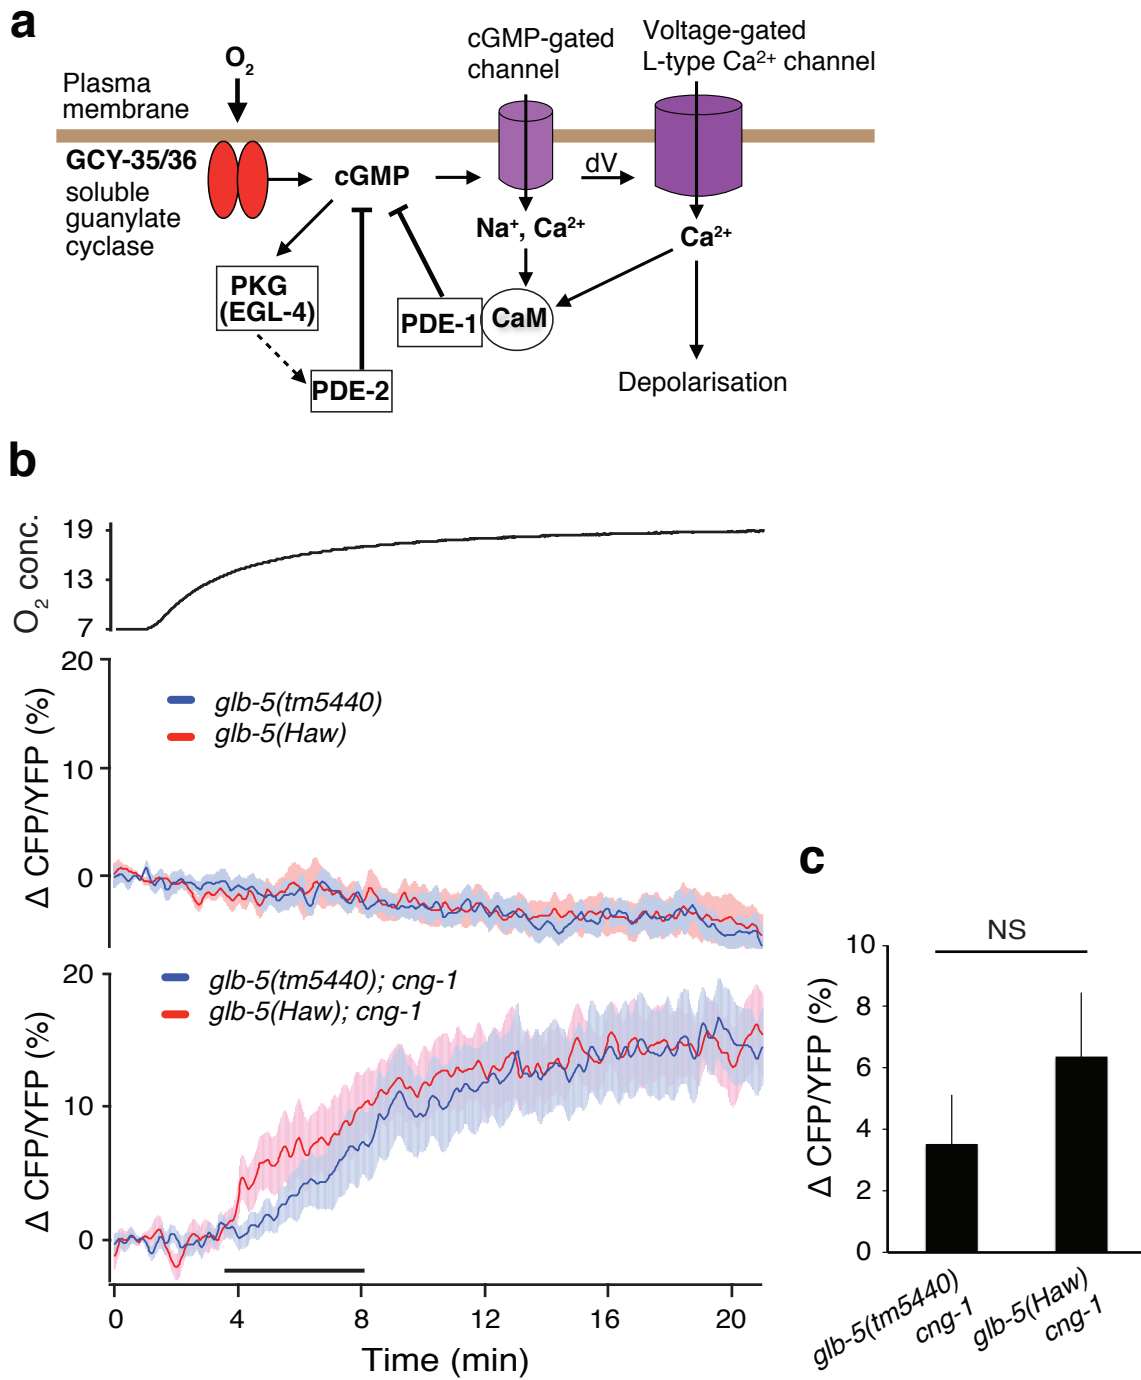 a
O2
Plasma
membrane
cGMP-gated
channel
Voltage-gated
L-type Ca2+ channel
GCY-35/36
soluble
guanylate
cyclase
cGMP
dV
Na+, Ca2+
Ca2+
PKG
(EGL-4)
PDE-1
CaM
PDE-2
Depolarisation
b
O2 conc.
19
13
7
Δ CFP/YFP (%)
20
10
0
glb-5(tm5440)
glb-5(Haw)
Δ CFP/YFP (%)
20
10
0
glb-5(tm5440); cng-1
glb-5(Haw); cng-1
0 4 8 12 16 20
Time (min)
c
NS
Δ CFP/YFP (%)
10
8
6
4
2
0
glb-5(tm5440)
cng-1
glb-5(Haw)
cng-1